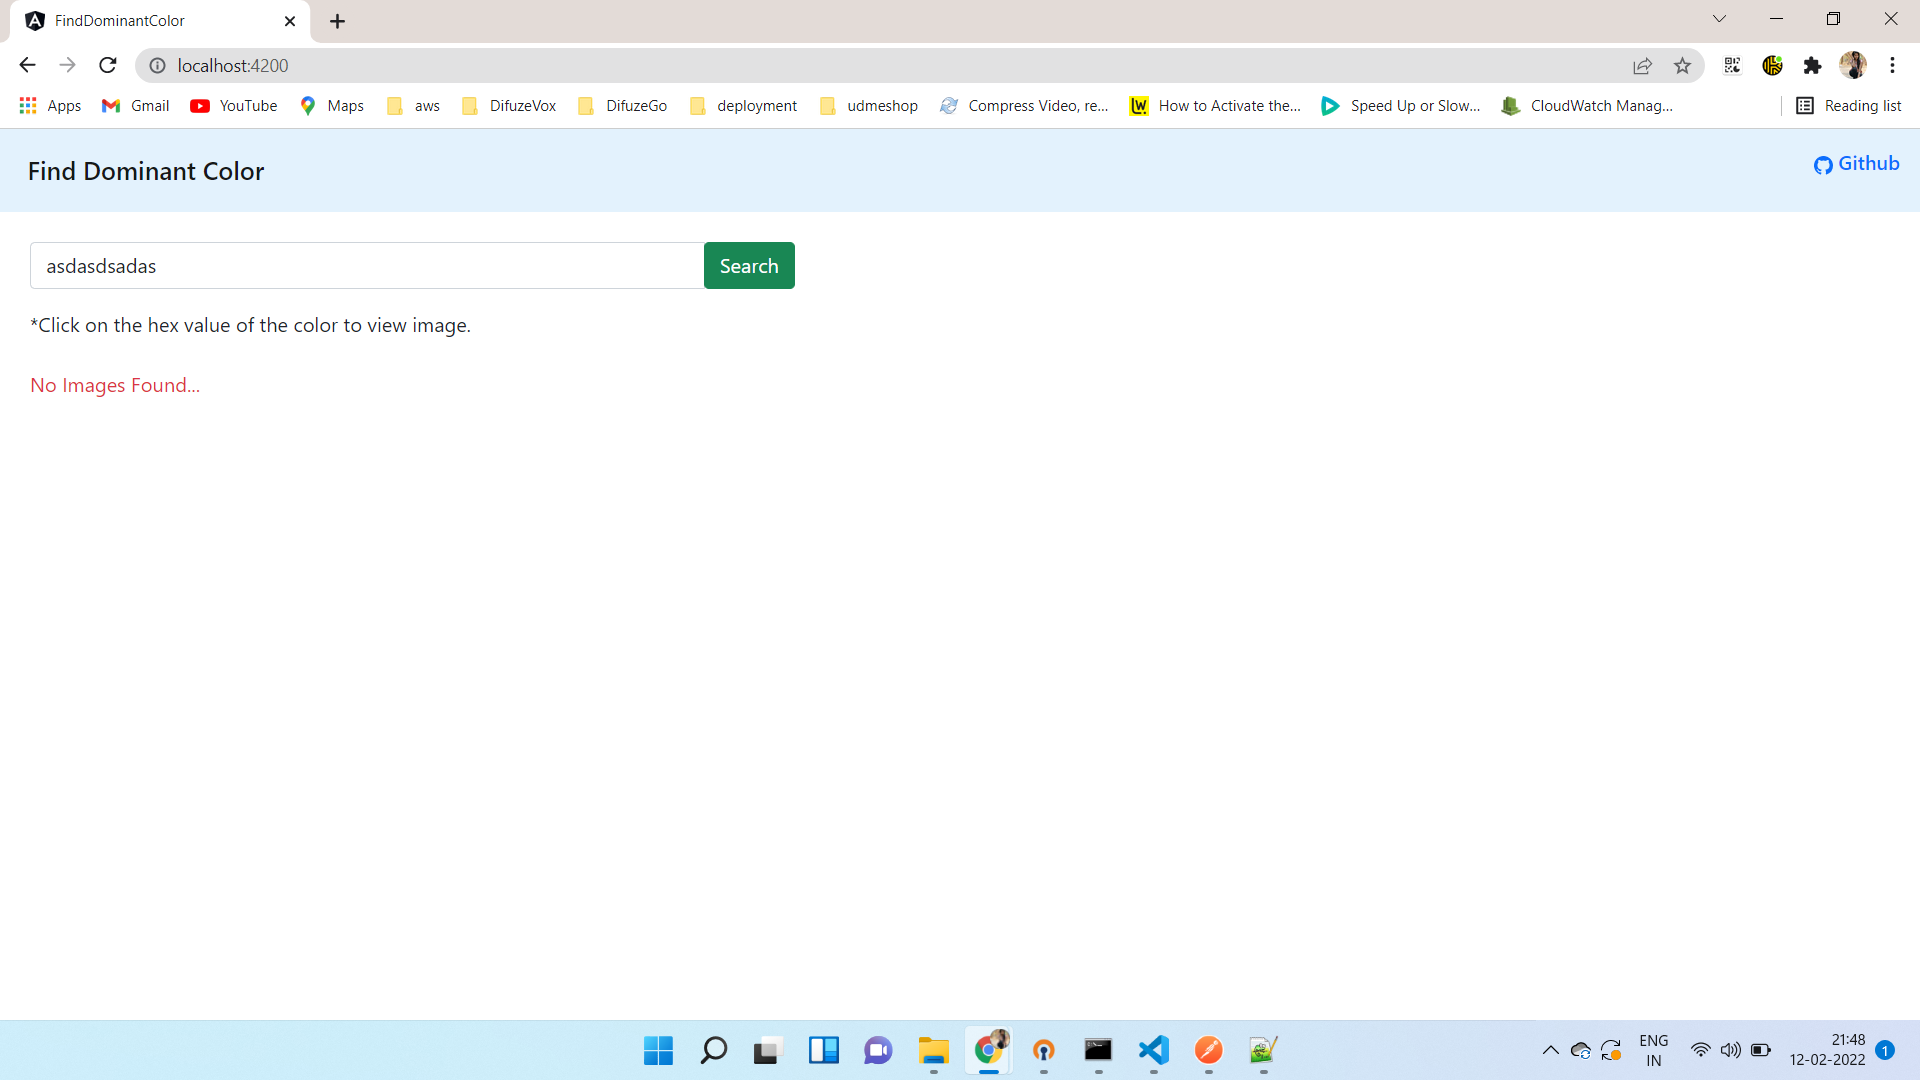 FindDominantColor
localhost:4200
Apps Gmail YouTube Maps aws DifuzeVox DifuzeGo deployment udmeshop Compress Video, re... How to Activate the... Speed Up or Slow... CloudWatch Manag... Reading list
Find Dominant Color
Github
asdasdsadas
Search
*Click on the hex value of the color to view image.
No Images Found...
ENG
IN
21:48
12-02-2022
1